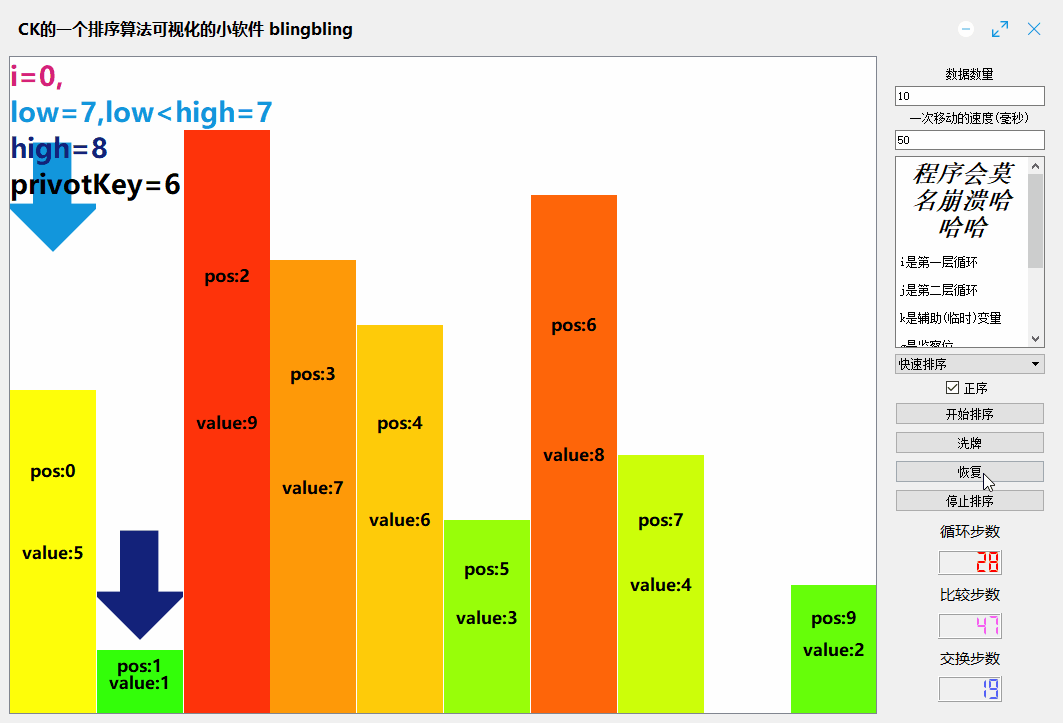 CK的一个排序算法可视化的小软件 blingbling
i=0,
low=7,low<high=7
high=8
privotKey=6
pos:0
value:5
pos:1
value:1
pos:2
value:9
pos:3
value:7
pos:4
value:6
pos:5
value:3
pos:6
value:8
pos:7
value:4
pos:9
value:2
数据数量
10
一次移动的速度(毫秒)
50
程序会莫
名崩溃哈
哈哈
i是第一层循环
j是第二层循环
k是辅助(临时)变量
快速排序
正序
开始排序
洗牌
恢复
停止排序
循环步数
28
比较步数
47
交换步数
19